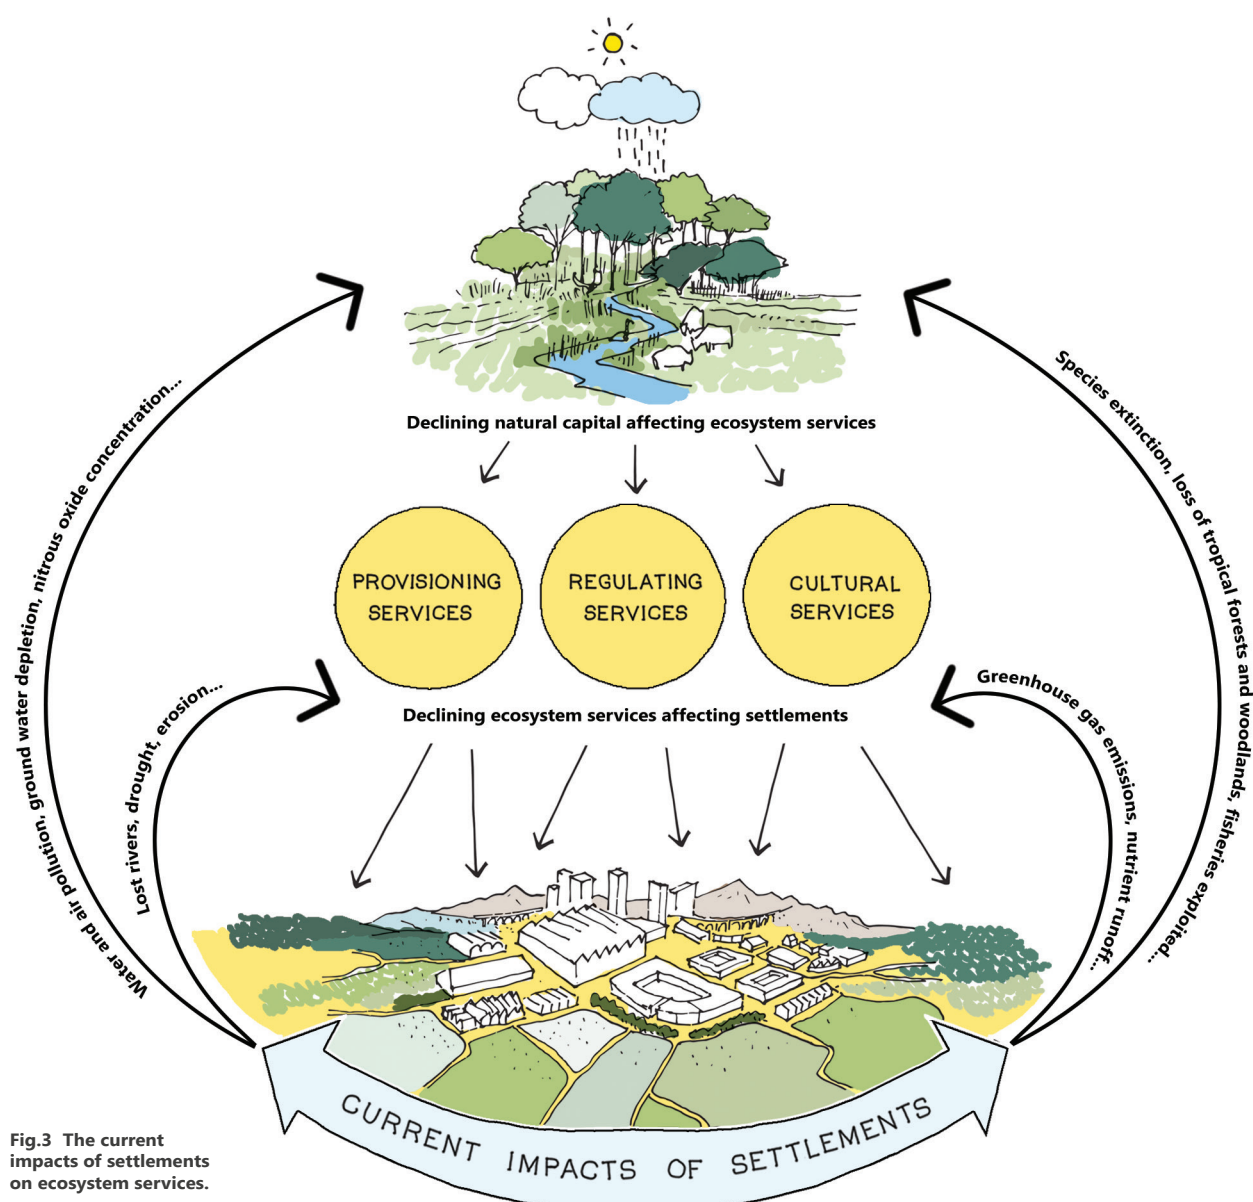 Water and air pollution, ground water depletion, nitrous oxide concentration...
Species extinction, loss of tropical forests and woodlands, fisheries exploited...
Declining natural capital affecting ecosystem services
PROVISIONING
SERVICES
REGULATING
SERVICES
CULTURAL
SERVICES
Lost rivers, drought, erosion...
Greenhouse gas emissions, nutrient runoff...
Declining ecosystem services affecting settlements
CURRENT IMPACTS OF SETTLEMENTS
Fig.3 The current
impacts of settlements
on ecosystem services.